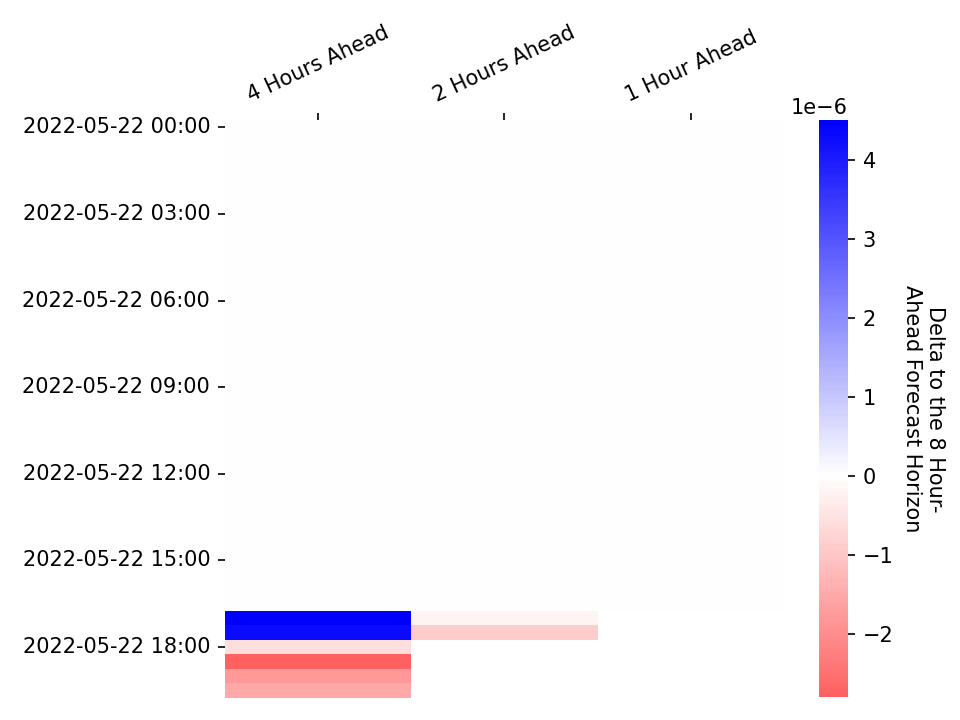 4 Hours Ahead
2 Hours Ahead
1 Hour Ahead
1e−6
2022-05-22 00:00
2022-05-22 03:00
2022-05-22 06:00
2022-05-22 09:00
2022-05-22 12:00
2022-05-22 15:00
2022-05-22 18:00
4
3
2
1
0
−1
−2
Delta to the 8 Hour-
Ahead Forecast Horizon